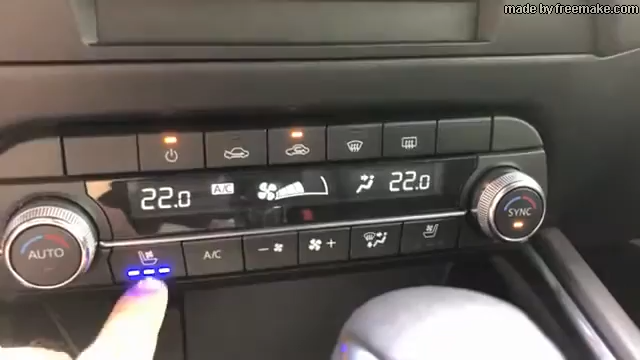 made by freemake.com
22.0 A/C 22.0
AUTO
SYNC
A/C
- +